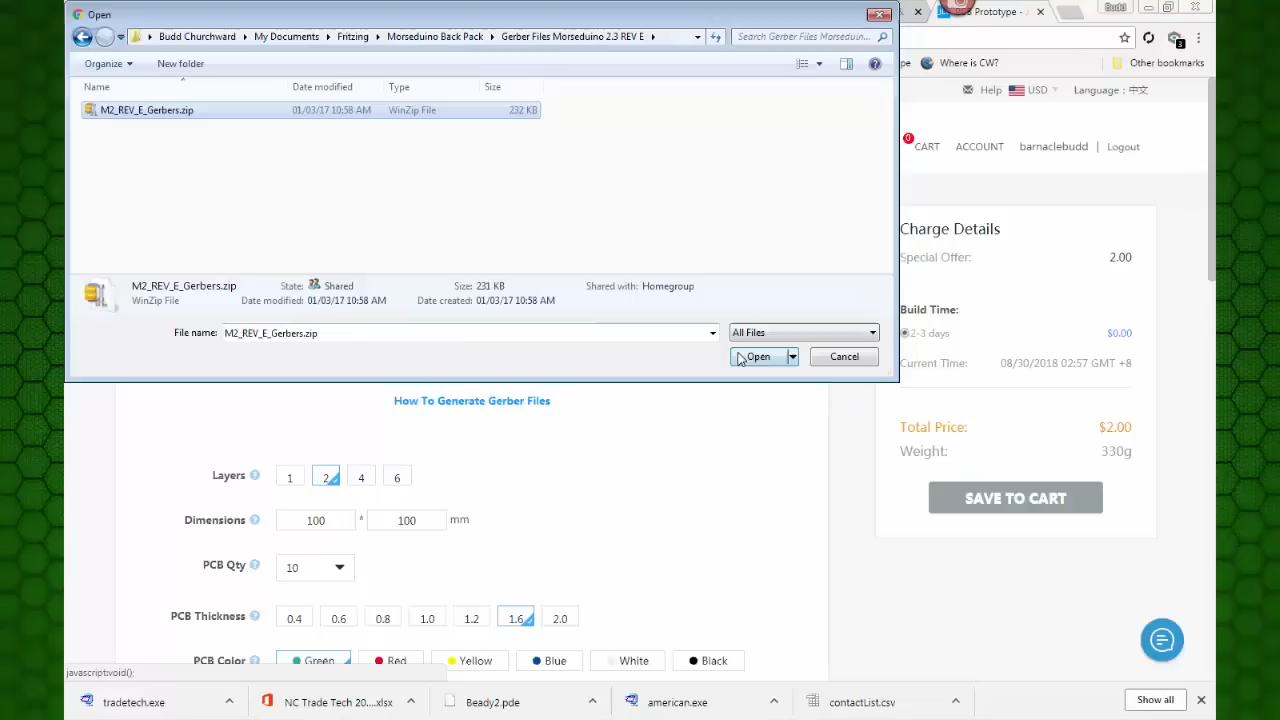 Open
Budd Churchward ▸ My Documents ▸ Fritzing ▸ Morseduino Back Pack ▸ Gerber Files Morseduino 2.3 REV E ▸
Search Gerber Files Morseduin...
Prototype -
Budd
3
Where is CW?
Other bookmarks
Organize
New folder
Name
Date modified
Type
Size
M2_REV_E_Gerbers.zip
01/03/17 10:58 AM
WinZip File
232 KB
M2_REV_E_Gerbers.zip
State: Shared
Size: 231 KB
Shared with: Homegroup
WinZip File
Date modified: 01/03/17 10:58 AM
Date created: 01/03/17 10:58 AM
File name: M2_REV_E_Gerbers.zip
All Files
Open
Cancel
Help
USD
Language : 中文
0
CART
ACCOUNT
barnaclebudd | Logout
Charge Details
Special Offer: 2.00
Build Time:
2-3 days $0.00
Current Time: 08/30/2018 02:57 GMT +8
Total Price: $2.00
Weight: 330g
SAVE TO CART
How To Generate Gerber Files
Layers ? 1 2 4 6
Dimensions ? 100 * 100 mm
PCB Qty ? 10
PCB Thickness ? 0.4 0.6 0.8 1.0 1.2 1.6 2.0
PCB Color ? Green Red Yellow Blue White Black
javascript:void();
tradetech.exe
NC Trade Tech 20....xlsx
Beady2.pde
american.exe
contactList.csv
Show all